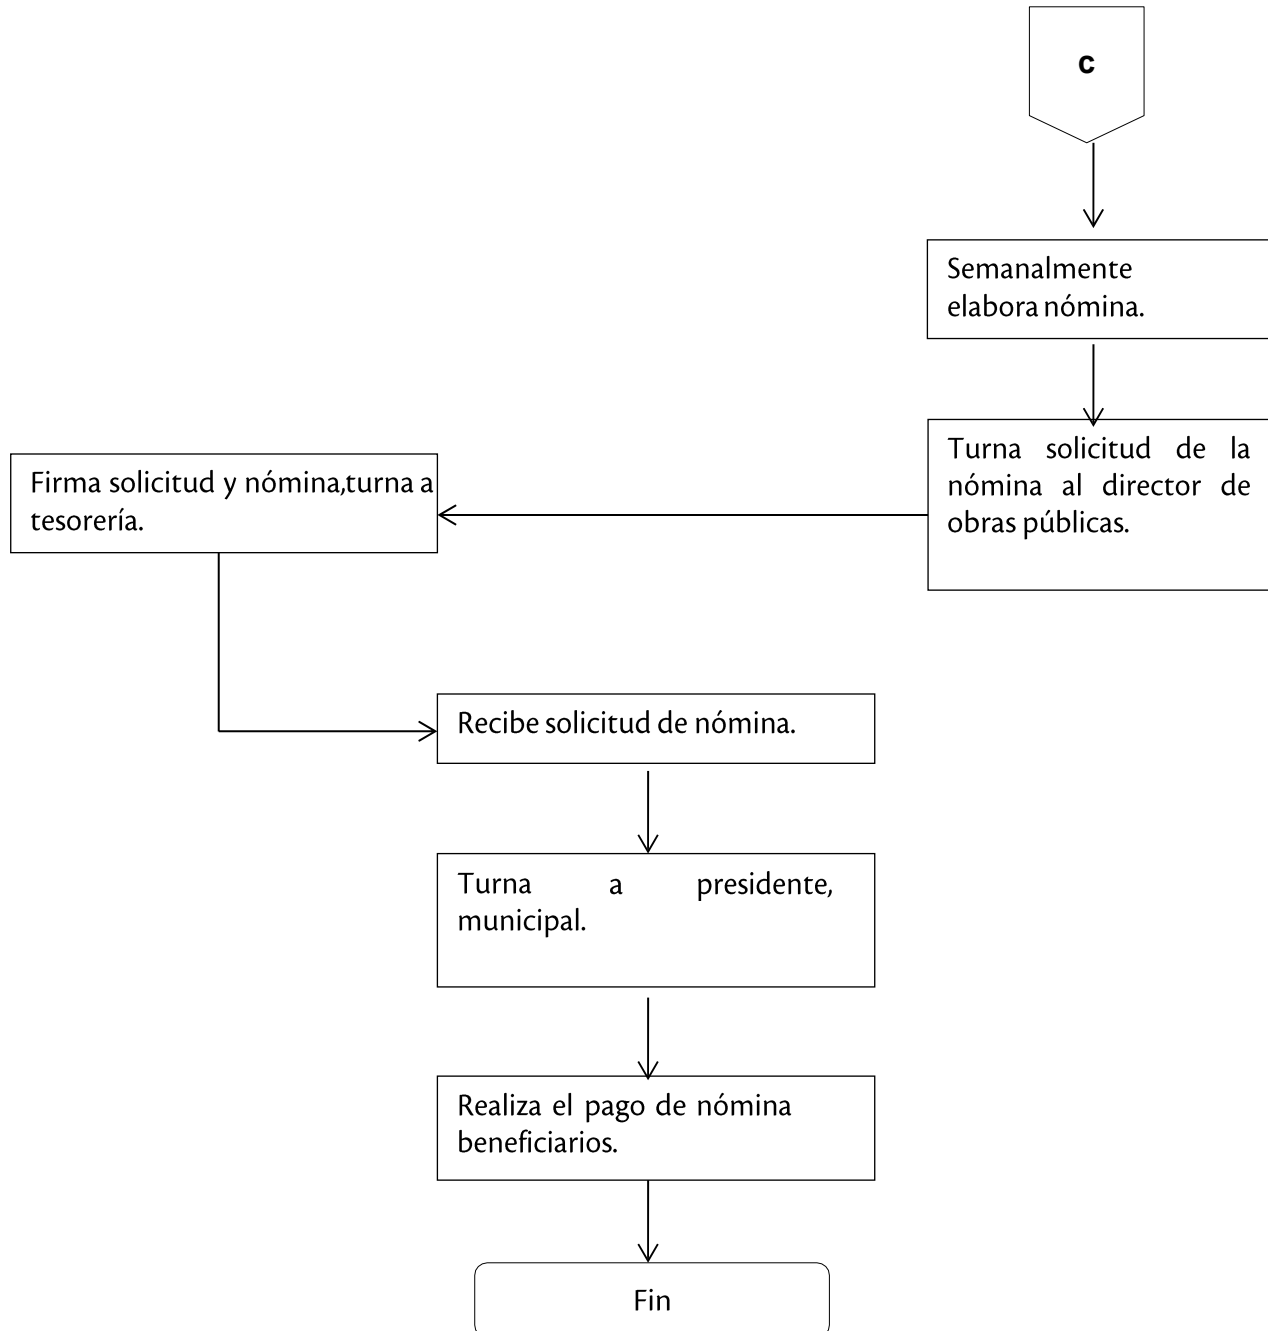 c
Semanalmente
elabora nómina.
Turna solicitud de la
nómina al director de
obras públicas.
Firma solicitud y nómina,turna a
tesorería.
Recibe solicitud de nómina.
Turna a presidente,
municipal.
Realiza el pago de nómina
beneficiarios.
Fin